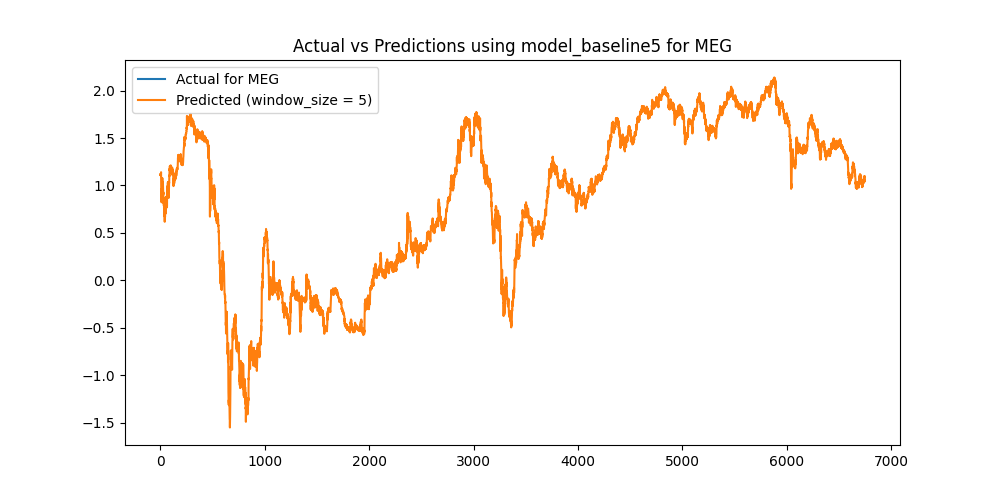 Actual vs Predictions using model_baseline5 for MEG
Actual for MEG
Predicted (window_size = 5)
2.0
1.5
1.0
0.5
0.0
−0.5
−1.0
−1.5
0 1000 2000 3000 4000 5000 6000 7000